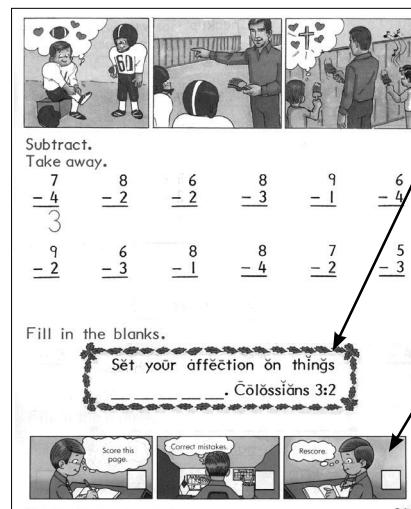 60
Subtract.
Take away.
7 8 6 8 9 6
- 4 - 2 - 2 - 3 - 1 - 4
3
9 6 8 8 7 5
- 2 - 3 - 1 - 4 - 2 - 3
Fill in the blanks.
Sĕt yoūr ăffĕctĭon ŏn thĭngs
_ _ _ _ _ . Cōlŏssĭăns 3:2
Score this
page.
Correct mistakes.
Rescore.